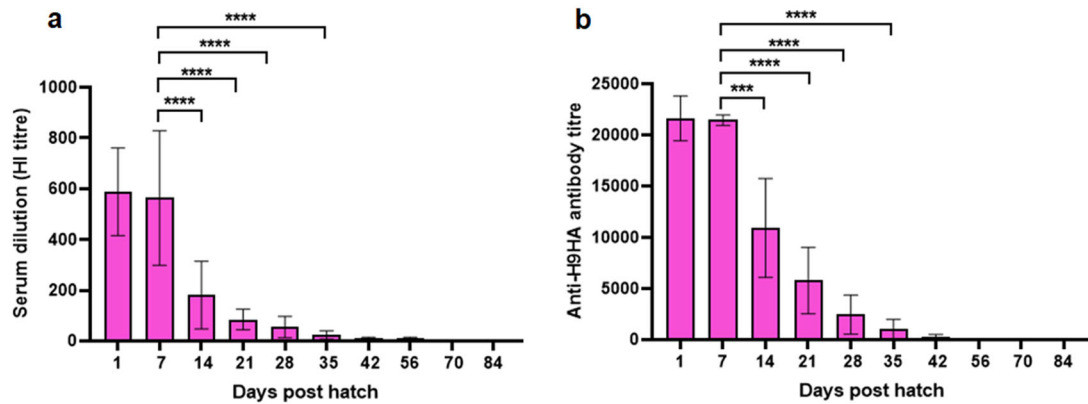 a
****
****
****
****
1000
800
600
400
200
0
Serum dilution (HI titre)
1 7 14 21 28 35 42 56 70 84
Days post hatch
b
****
****
****
***
25000
20000
15000
10000
5000
0
Anti-H9HA antibody titre
1 7 14 21 28 35 42 56 70 84
Days post hatch